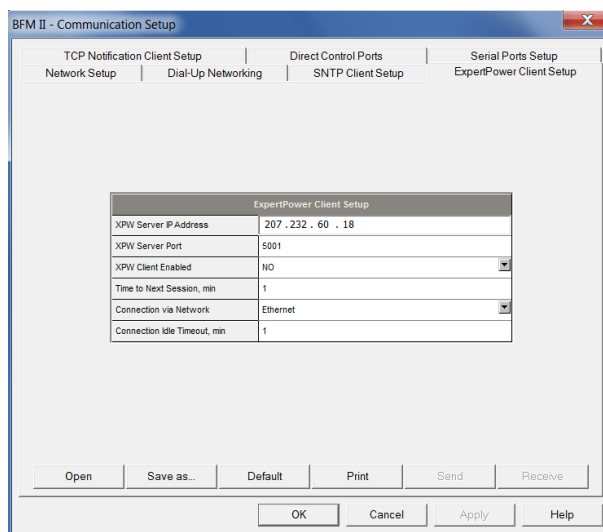 BFM II - Communication Setup
X
TCP Notification Client Setup Direct Control Ports Serial Ports Setup
Network Setup Dial-Up Networking SNTP Client Setup ExpertPower Client Setup
ExpertPower Client Setup
XPW Server IP Address 207 . 232 . 60 . 18
XPW Server Port 5001
XPW Client Enabled NO
Time to Next Session, min 1
Connection via Network Ethernet
Connection Idle Timeout, min 1
Open Save as... Default Print Send Receive
OK Cancel Apply Help